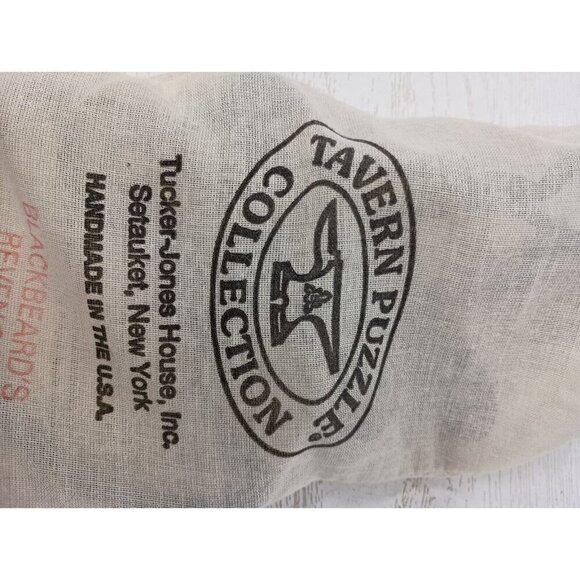 TAVERN PUZZLE®
COLLECTION
Tucker-Jones House, Inc.
Setauket, New York
HANDMADE IN THE U.S.A.
BLACKBEARD'S